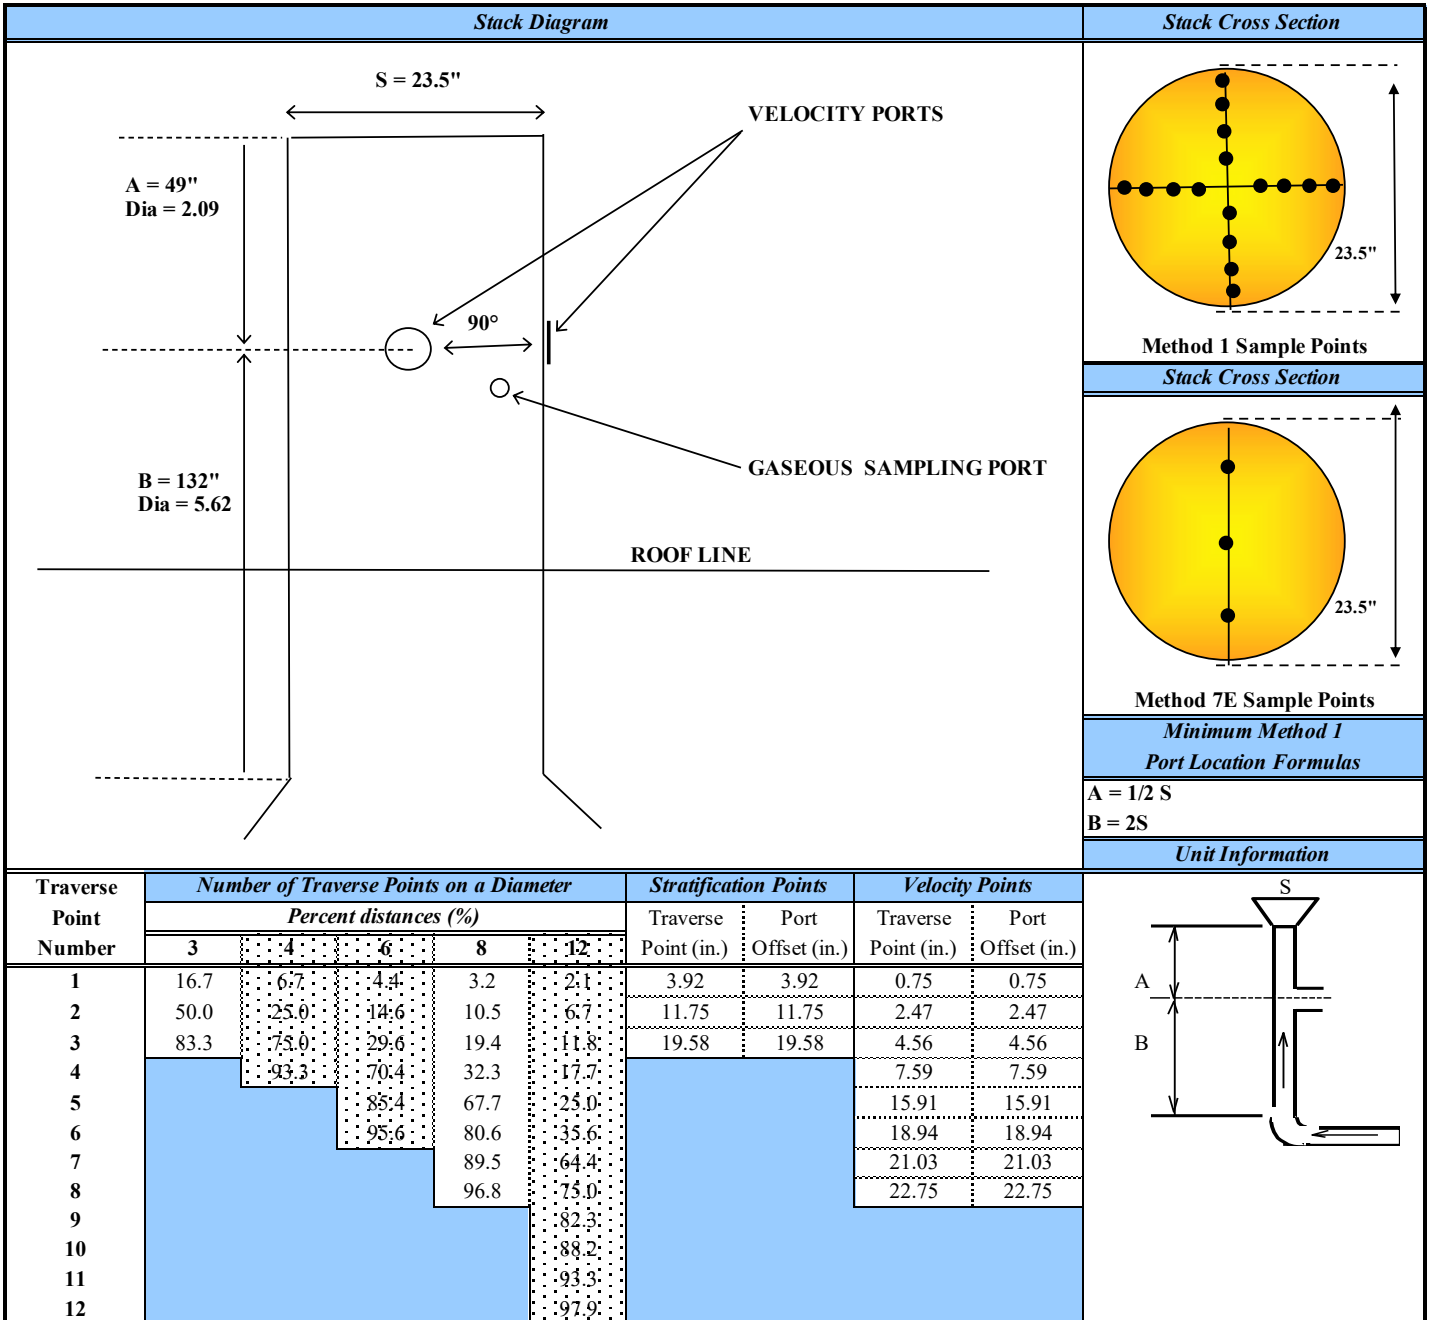 Stack Diagram
Stack Cross Section
S = 23.5"
VELOCITY PORTS
A = 49"
Dia = 2.09
90°
B = 132"
Dia = 5.62
GASEOUS SAMPLING PORT
ROOF LINE
23.5"
Method 1 Sample Points
Stack Cross Section
23.5"
Method 7E Sample Points
Minimum Method 1
Port Location Formulas
A = 1/2 S
B = 2S
Unit Information
S
A
B
Traverse Point Number
Number of Traverse Points on a Diameter
Stratification Points
Velocity Points
Percent distances (%)
Traverse Point (in.)
Port Offset (in.)
Traverse Point (in.)
Port Offset (in.)
3 4 6 8 12
1 16.7 6.7 4.4 3.2 2.1 3.92 3.92 0.75 0.75
2 50.0 25.0 14.6 10.5 6.7 11.75 11.75 2.47 2.47
3 83.3 75.0 29.6 19.4 11.8 19.58 19.58 4.56 4.56
4 93.3 70.4 32.3 17.7 7.59 7.59
5 85.4 67.7 25.0 15.91 15.91
6 95.6 80.6 35.6 18.94 18.94
7 89.5 64.4 21.03 21.03
8 96.8 75.0 22.75 22.75
9 82.3
10 88.2
11 93.3
12 97.9